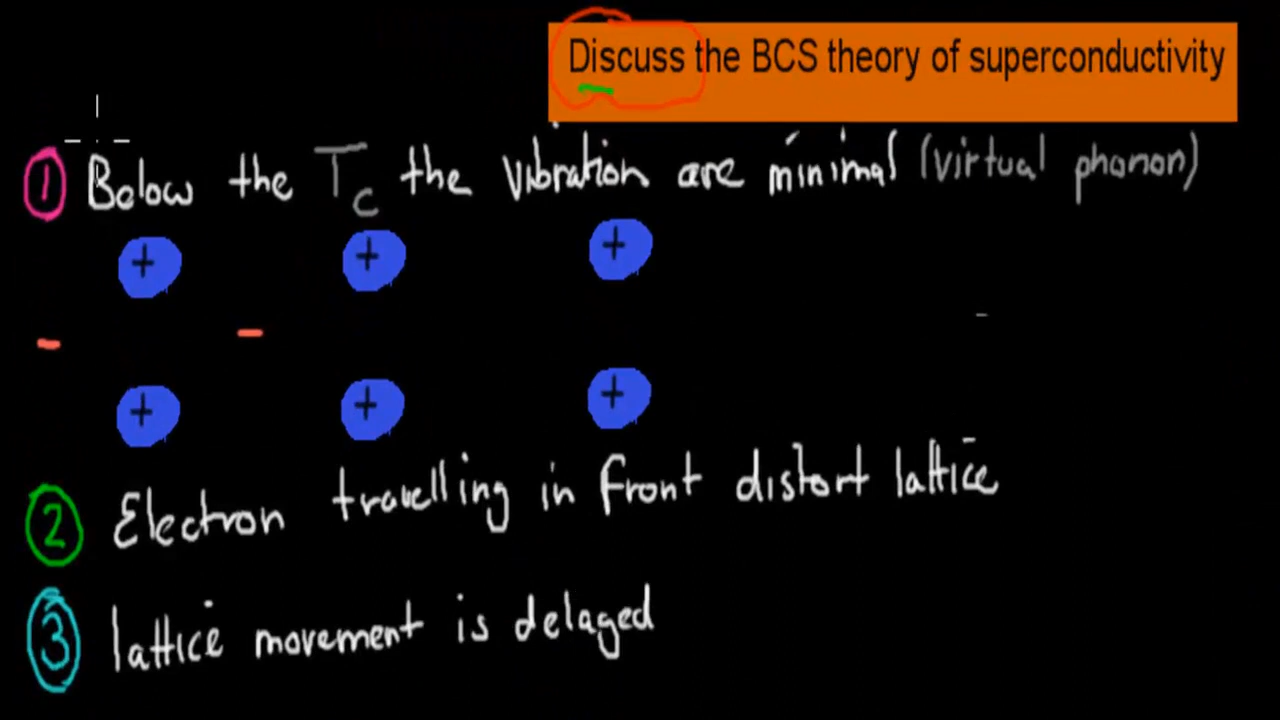 Discuss the BCS theory of superconductivity
1 Below the Tc the vibration are minimal (virtual phonon)
+ + +
- -
+ + +
2 Electron travelling in front distort lattice
3 lattice movement is delaged